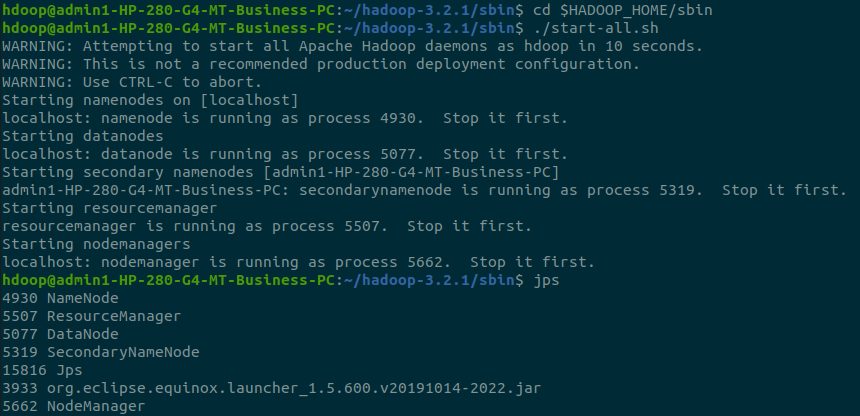 hdoop@admin1-HP-280-G4-MT-Business-PC:~/hadoop-3.2.1/sbin$ cd $HADOOP_HOME/sbin
hdoop@admin1-HP-280-G4-MT-Business-PC:~/hadoop-3.2.1/sbin$ ./start-all.sh
WARNING: Attempting to start all Apache Hadoop daemons as hdoop in 10 seconds.
WARNING: This is not a recommended production deployment configuration.
WARNING: Use CTRL-C to abort.
Starting namenodes on [localhost]
localhost: namenode is running as process 4930.  Stop it first.
Starting datanodes
localhost: datanode is running as process 5077.  Stop it first.
Starting secondary namenodes [admin1-HP-280-G4-MT-Business-PC]
admin1-HP-280-G4-MT-Business-PC: secondarynamenode is running as process 5319.  Stop it first.
Starting resourcemanager
resourcemanager is running as process 5507.  Stop it first.
Starting nodemanagers
localhost: nodemanager is running as process 5662.  Stop it first.
hdoop@admin1-HP-280-G4-MT-Business-PC:~/hadoop-3.2.1/sbin$ jps
4930 NameNode
5507 ResourceManager
5077 DataNode
5319 SecondaryNameNode
15816 Jps
3933 org.eclipse.equinox.launcher_1.5.600.v20191014-2022.jar
5662 NodeManager